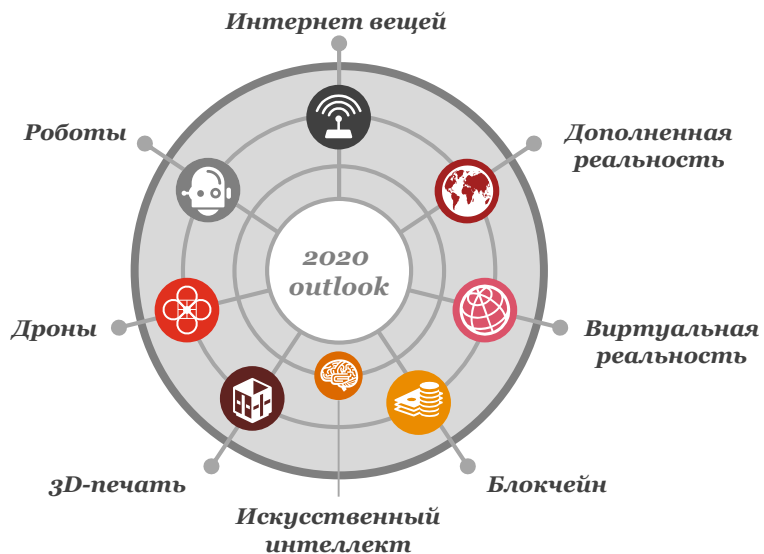 Интернет вещей
Роботы
Дополненная
реальность
2020
outlook
Дроны
Виртуальная
реальность
3D-печать
Блокчейн
Искусственный
интеллект